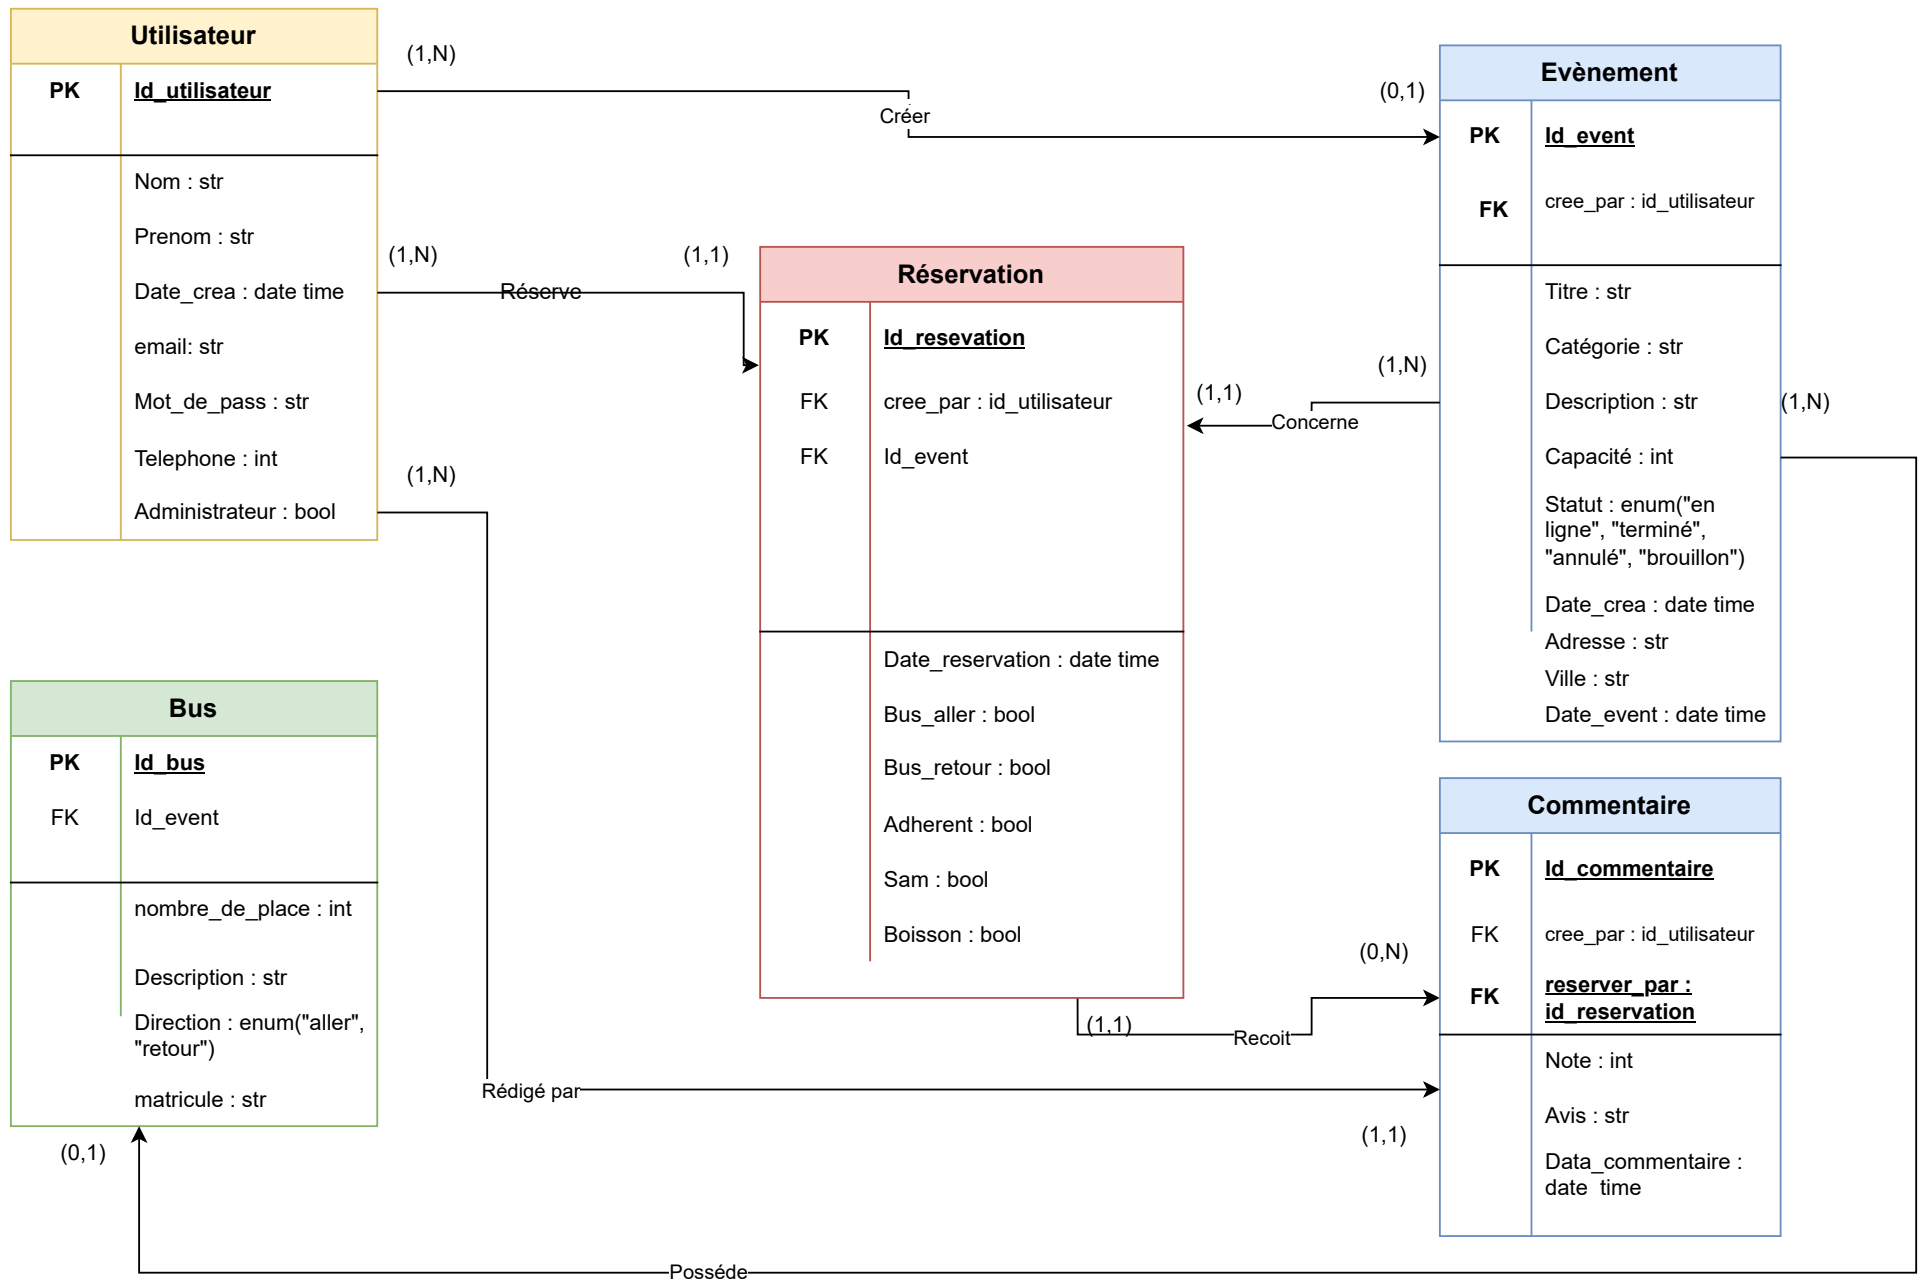 Utilisateur
PK
Id_utilisateur
Nom : str
Prenom : str
Date_crea : date time
email: str
Mot_de_pass : str
Telephone : int
Administrateur : bool
(1,N)
Créer
(0,1)
Evènement
PK
Id_event
FK
cree_par : id_utilisateur
Titre : str
Catégorie : str
Description : str
Capacité : int
Statut : enum("en
ligne", "terminé",
"annulé", "brouillon")
Date_crea : date time
Adresse : str
Ville : str
Date_event : date time
(1,N)
Réserve
(1,1)
Réservation
PK
Id_resevation
FK
cree_par : id_utilisateur
FK
Id_event
Date_reservation : date time
Bus_aller : bool
Bus_retour : bool
Adherent : bool
Sam : bool
Boisson : bool
(1,N)
(1,1)
Concerne
(1,N)
(1,N)
Bus
PK
Id_bus
FK
Id_event
nombre_de_place : int
Description : str
Direction : enum("aller",
"retour")
matricule : str
(0,1)
Commentaire
PK
Id_commentaire
FK
cree_par : id_utilisateur
FK
reserver_par :
id_reservation
Note : int
Avis : str
Data_commentaire :
date time
(0,N)
(1,1)
Recoit
Rédigé par
(1,1)
Posséde